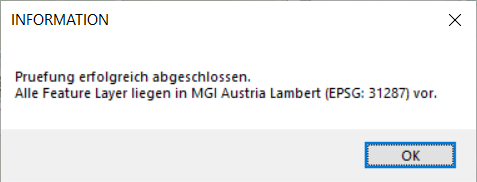 INFORMATION
Pruefung erfolgreich abgeschlossen.
Alle Feature Layer liegen in MGI Austria Lambert (EPSG: 31287) vor.
OK